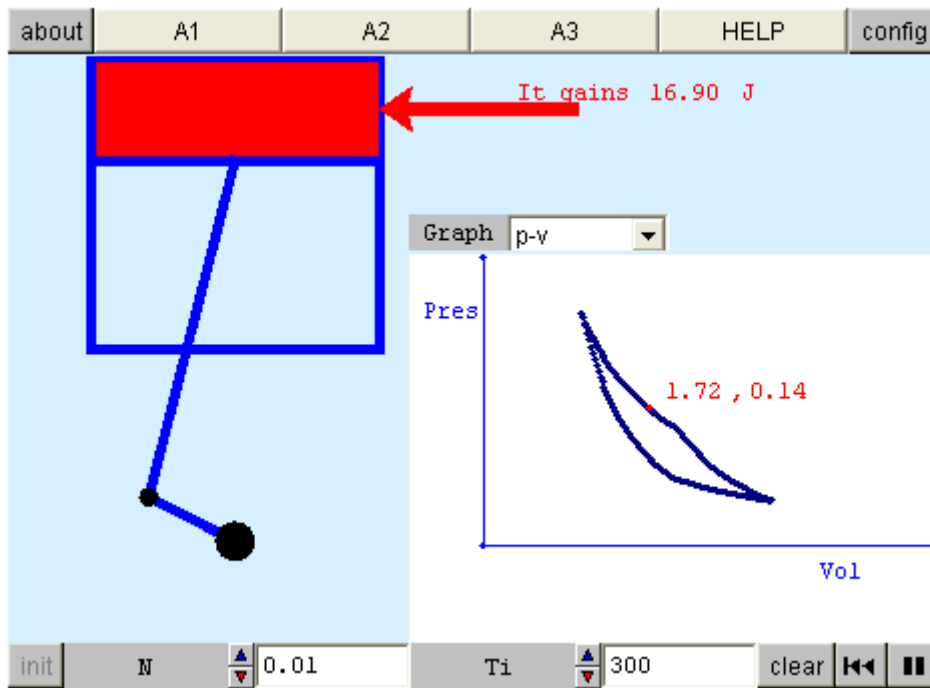 about A1 A2 A3 HELP config
It gains 16.90 J
Graph p-v
Pres
1.72 , 0.14
Vol
init N 0.01 Ti 300 clear